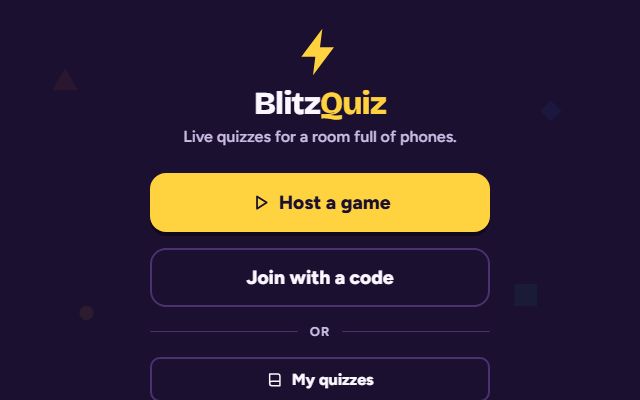 BlitzQuiz
Live quizzes for a room full of phones.
Host a game
Join with a code
OR
My quizzes